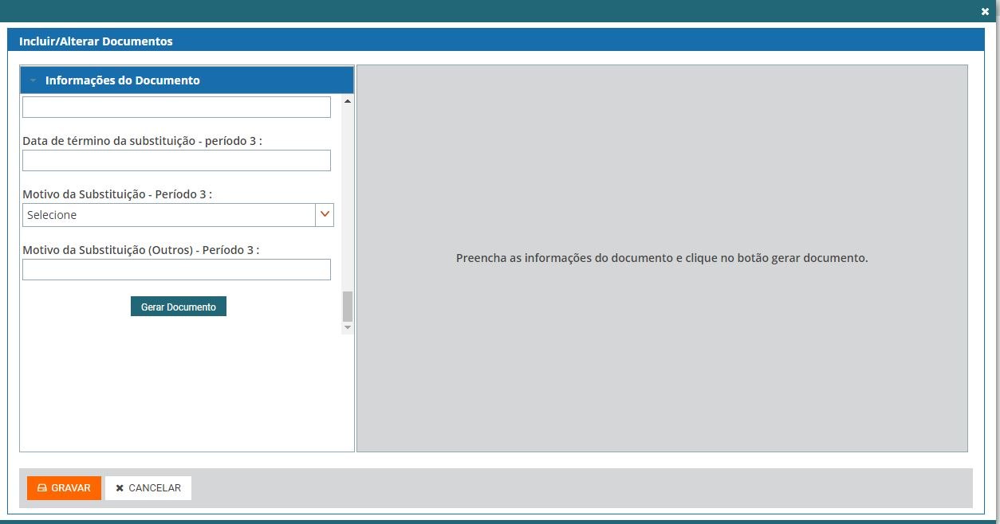 Incluir/Alterar Documentos
Informações do Documento
Data de término da substituição - período 3 :
Motivo da Substituição - Período 3 :
Selecione
Motivo da Substituição (Outros) - Período 3 :
Gerar Documento
Preencha as informações do documento e clique no botão gerar documento.
GRAVAR
CANCELAR